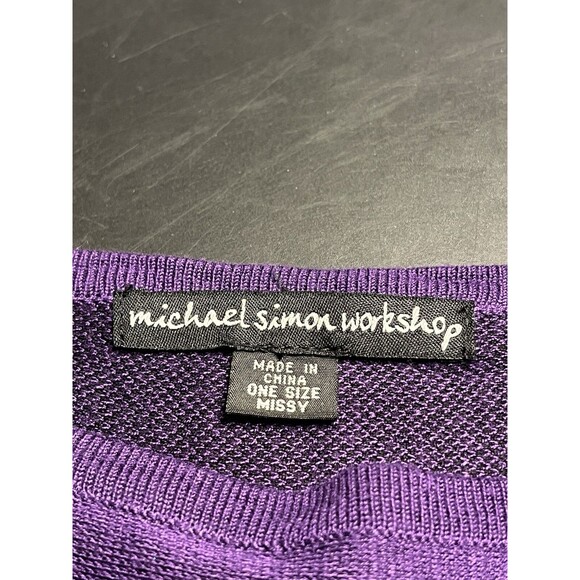 michael simon workshop
MADE IN
CHINA
ONE SIZE
MISSY